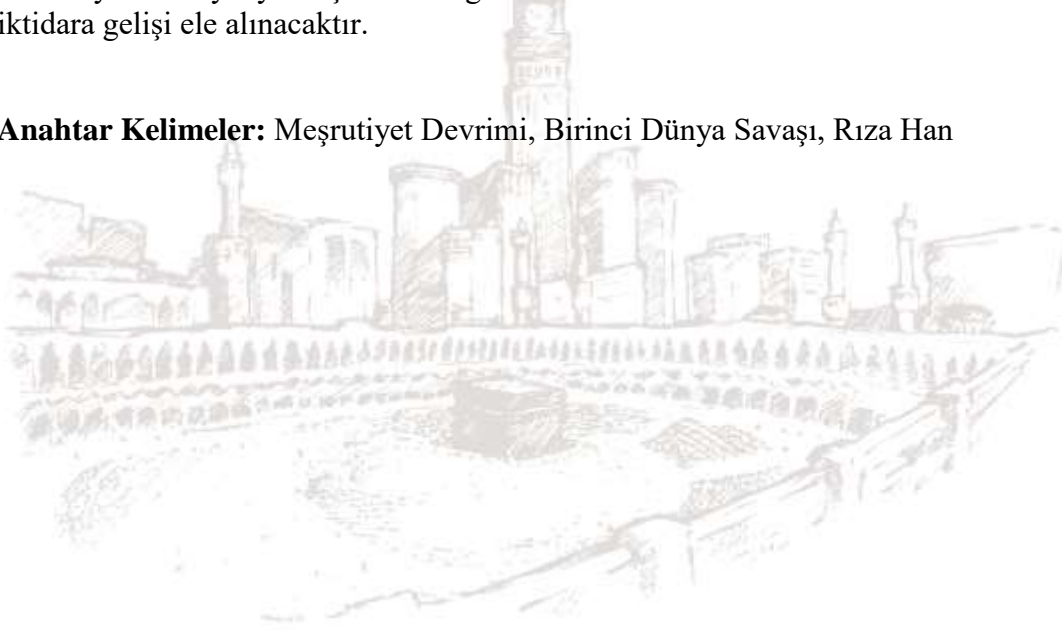 iktidara gelişi ele alınacaktır.
Anahtar Kelimeler: Meşrutiyet Devrimi, Birinci Dünya Savaşı, Rıza Han